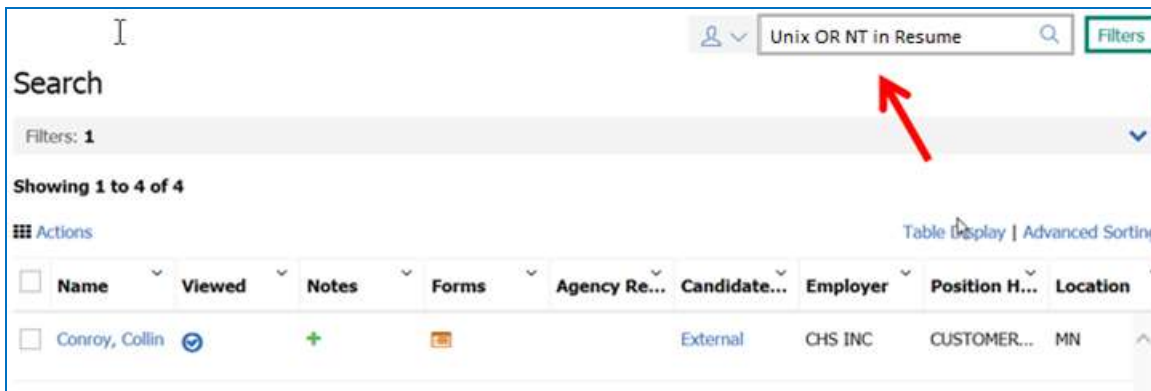 Unix OR NT in Resume Filters
Search
Filters: 1
Showing 1 to 4 of 4
Actions Table Display | Advanced Sorting
Name Viewed Notes Forms Agency Re... Candidate... Employer Position H... Location
Conroy, Collin External CHS INC CUSTOMER... MN